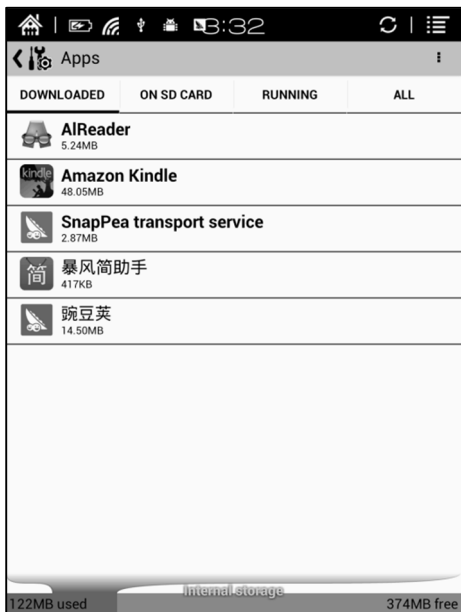 3:32
Apps
DOWNLOADED ON SD CARD RUNNING ALL
AlReader
5.24MB
kindle
Amazon Kindle
48.05MB
SnapPea transport service
2.87MB
简
暴风简助手
417KB
豌豆荚
14.50MB
Internal storage
122MB used 374MB free